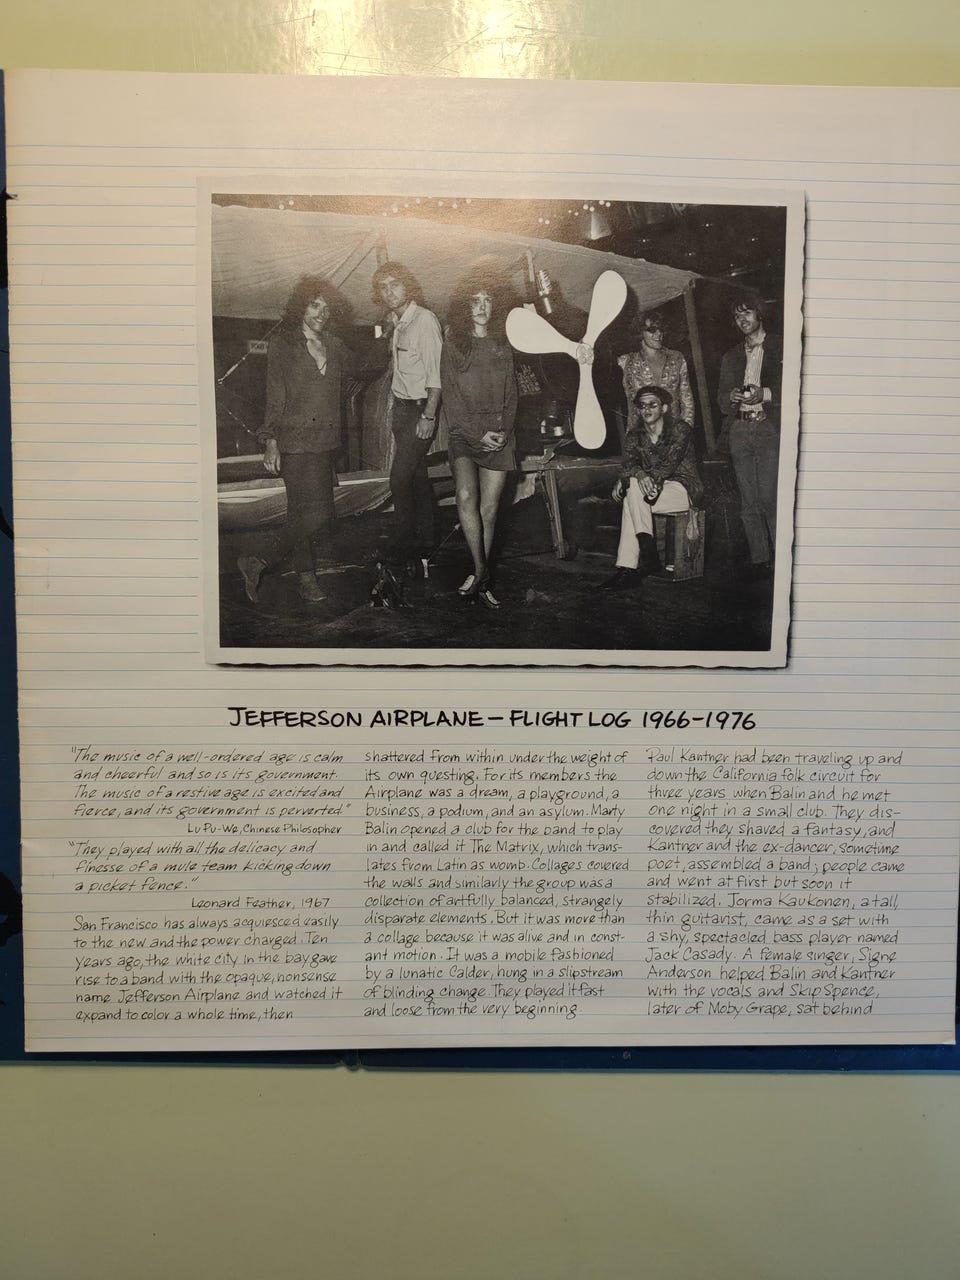 JEFFERSON AIRPLANE — FLIGHT LOG 1966-1976
"The music of a well-ordered age is calm
and cheerful and so is its government.
The music of a restive age is excited and
fierce, and its government is perverted."
Lu Pu-We, Chinese Philosopher
"They played with all the delicacy and
finesse of a mule team kicking down
a picket fence."
Leonard Feather, 1967
San Francisco has always acquiesced easily
to the new and the power charged. Ten
years ago, the white city in the bay gave
rise to a band with the opaque, nonsense
name Jefferson Airplane and watched it
expand to color a whole time, then
shattered from within under the weight of
its own questing. For its members the
Airplane was a dream, a playground, a
business, a podium, and an asylum. Marty
Balin opened a club for the band to play
in and called it The Matrix, which trans-
lates from Latin as womb. Collages covered
the walls and similarly the group was a
collection of artfully balanced, strangely
disparate elements. But it was more than
a collage because it was alive and in const-
ant motion. It was a mobile fashioned
by a lunatic Calder, hung in a slipstream
of blinding change. They played it fast
and loose from the very beginning.
Paul Kantner had been traveling up and
down the California folk circuit for
three years when Balin and he met
one night in a small club. They dis-
covered they shaved a fantasy, and
Kantner and the ex-dancer, sometime
poet, assembled a band; people came
and went at first but soon it
stabilized. Jorma Kaukonen, a tall,
thin guitarist, came as a set with
a shy, spectacled bass player named
Jack Casady. A female singer, Signe
Anderson helped Balin and Kantner
with the vocals and Skip Spence,
later of Moby Grape, sat behind